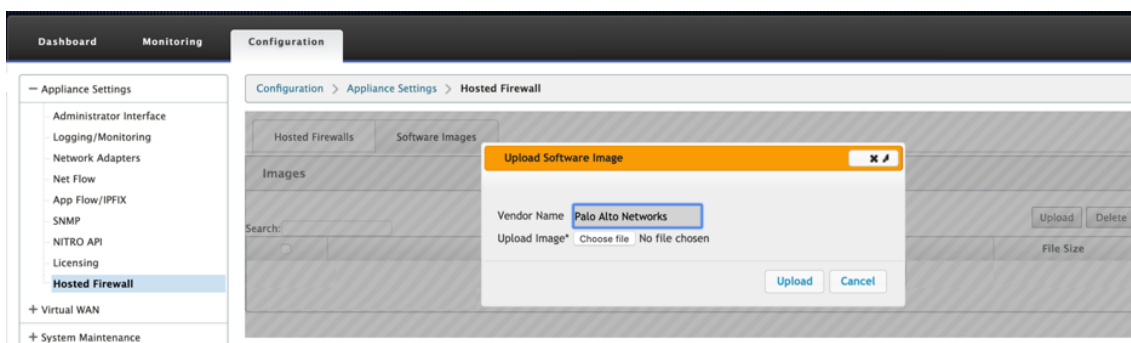 Dashboard Monitoring Configuration
Appliance Settings
Administrator Interface
Logging/Monitoring
Network Adapters
Net Flow
App Flow/IPFIX
SNMP
NITRO API
Licensing
Hosted Firewall
Virtual WAN
System Maintenance
Configuration > Appliance Settings > Hosted Firewall
Hosted Firewalls Software Images
Images
Search:
Upload Delete
File Size
Upload Software Image
Vendor Name Palo Alto Networks
Upload Image* Choose file No file chosen
Upload Cancel